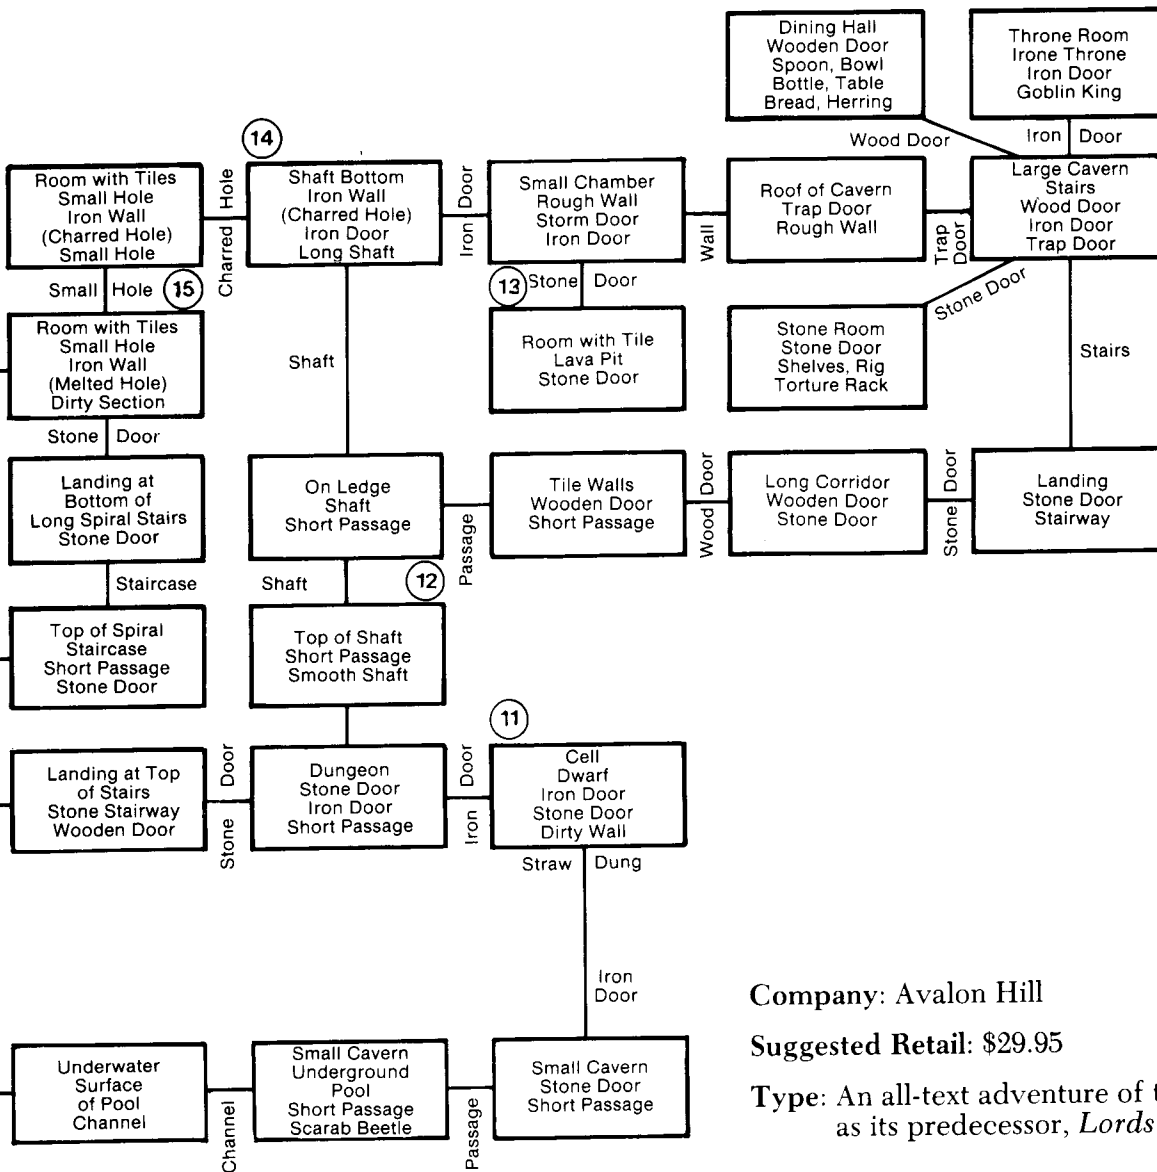 Dining Hall
Wooden Door
Spoon, Bowl
Bottle, Table
Bread, Herring
Throne Room
Irone Throne
Iron Door
Goblin King
Wood Door
Iron Door
14
Room with Tiles
Small Hole
Iron Wall
(Charred Hole)
Small Hole
Charred Hole
Shaft Bottom
Iron Wall
(Charred Hole)
Iron Door
Long Shaft
Iron Door
Small Chamber
Rough Wall
Storm Door
Iron Door
Wall
Roof of Cavern
Trap Door
Rough Wall
Trap
Door
Large Cavern
Stairs
Wood Door
Iron Door
Trap Door
Small Hole
15
13
Stone Door
Stone Door
Room with Tiles
Small Hole
Iron Wall
(Melted Hole)
Dirty Section
Shaft
Room with Tile
Lava Pit
Stone Door
Stone Room
Stone Door
Shelves, Rig
Torture Rack
Stairs
Stone Door
Landing at
Bottom of
Long Spiral Stairs
Stone Door
On Ledge
Shaft
Short Passage
Passage
Tile Walls
Wooden Door
Short Passage
Wood Door
Long Corridor
Wooden Door
Stone Door
Stone Door
Landing
Stone Door
Stairway
Staircase
Shaft
12
Top of Spiral
Staircase
Short Passage
Stone Door
Top of Shaft
Short Passage
Smooth Shaft
11
Landing at Top
of Stairs
Stone Stairway
Wooden Door
Stone Door
Dungeon
Stone Door
Iron Door
Short Passage
Iron Door
Cell
Dwarf
Iron Door
Stone Door
Dirty Wall
Straw Dung
Iron
Door
Underwater
Surface
of Pool
Channel
Channel
Small Cavern
Underground
Pool
Short Passage
Scarab Beetle
Passage
Small Cavern
Stone Door
Short Passage
Company: Avalon Hill
Suggested Retail: $29.95
Type: An all-text adventure of t
as its predecessor, Lords